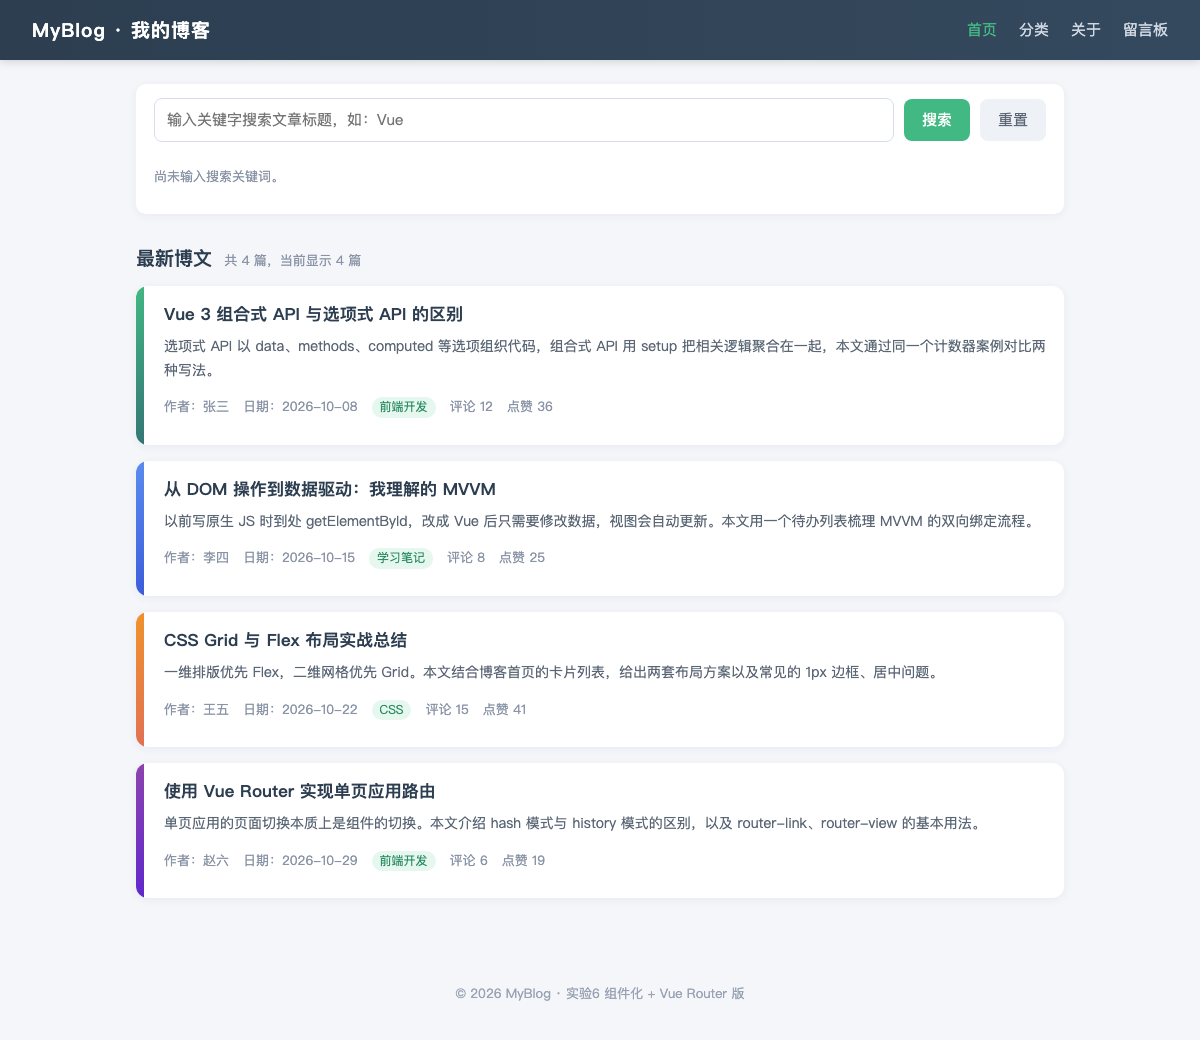 MyBlog · 我的博客
首页 分类 关于 留言板
输入关键字搜索文章标题，如：Vue
搜索 重置
尚未输入搜索关键词。
最新博文 共 4 篇，当前显示 4 篇
Vue 3 组合式 API 与选项式 API 的区别
选项式 API 以 data、methods、computed 等选项组织代码，组合式 API 用 setup 把相关逻辑聚合在一起，本文通过同一个计数器案例对比两
种写法。
作者：张三 日期：2026-10-08 前端开发 评论 12 点赞 36
从 DOM 操作到数据驱动：我理解的 MVVM
以前写原生 JS 时到处 getElementById，改成 Vue 后只需要修改数据，视图会自动更新。本文用一个待办列表梳理 MVVM 的双向绑定流程。
作者：李四 日期：2026-10-15 学习笔记 评论 8 点赞 25
CSS Grid 与 Flex 布局实战总结
一维排版优先 Flex，二维网格优先 Grid。本文结合博客首页的卡片列表，给出两套布局方案以及常见的 1px 边框、居中问题。
作者：王五 日期：2026-10-22 CSS 评论 15 点赞 41
使用 Vue Router 实现单页应用路由
单页应用的页面切换本质上是组件的切换。本文介绍 hash 模式与 history 模式的区别，以及 router-link、router-view 的基本用法。
作者：赵六 日期：2026-10-29 前端开发 评论 6 点赞 19
© 2026 MyBlog · 实验6 组件化 + Vue Router 版